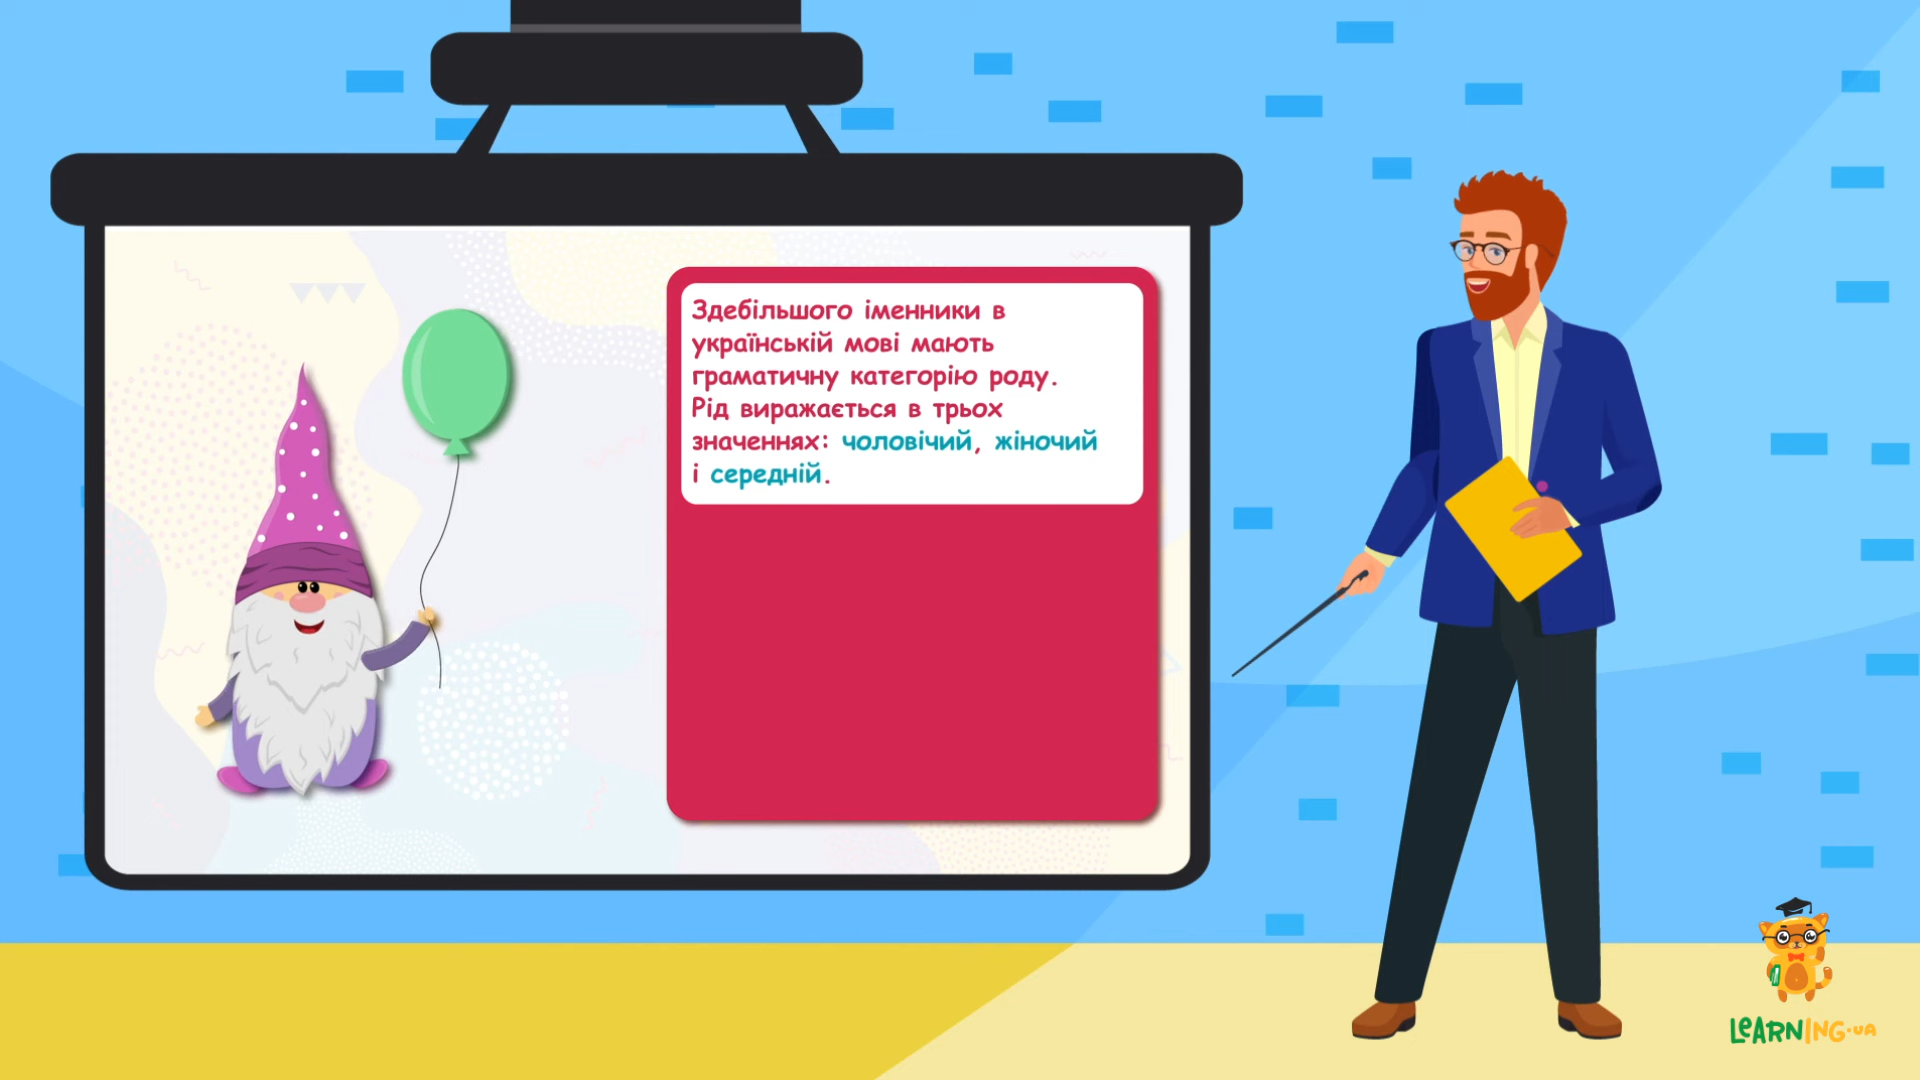 Здебільшого іменники в
українській мові мають
граматичну категорію роду.
Рід виражається в трьох
значеннях: чоловічий, жіночий
і середній.
LeARNING.UA